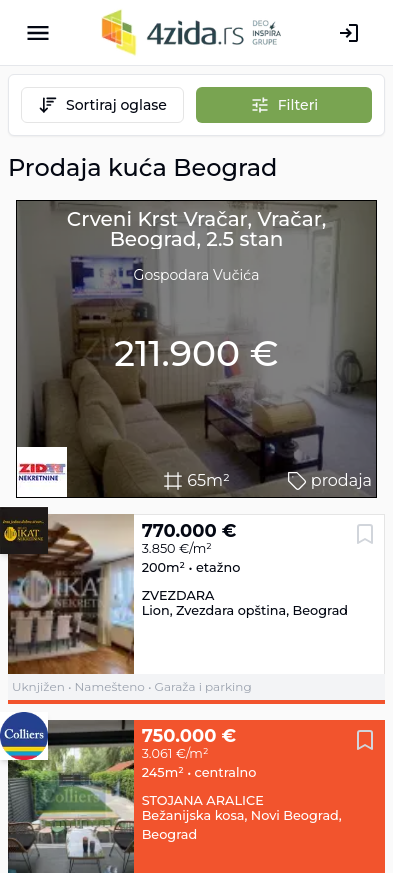 4zida.rs
DEO
INSPIRA
GRUPE
Sortiraj oglase
Filteri
Prodaja kuća Beograd
Crveni Krst Vračar, Vračar,
Beograd, 2.5 stan
Gospodara Vučića
211.900 €
NEKRETNINE
65m²
prodaja
770.000 €
3.850 €/m²
200m² • etažno
ZVEZDARA
Lion, Zvezdara opština, Beograd
Uknjižen • Namešteno • Garaža i parking
Colliers
750.000 €
3.061 €/m²
245m² • centralno
STOJANA ARALICE
Bežanijska kosa, Novi Beograd,
Beograd
Colliers